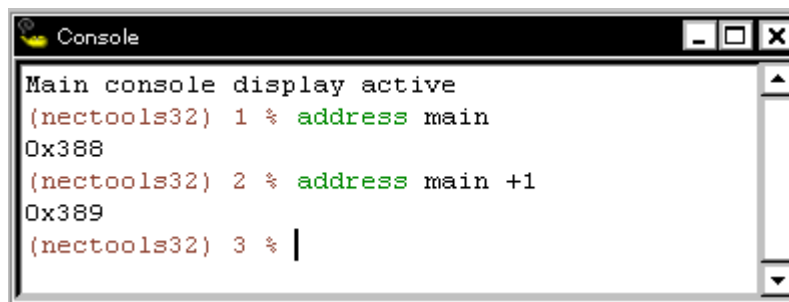 Console
Main console display active
(nectools32) 1 % address main
0x388
(nectools32) 2 % address main +1
0x389
(nectools32) 3 %